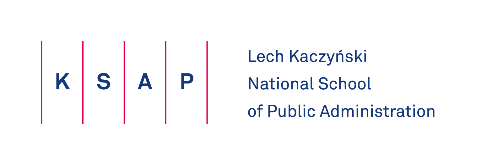 K S A P
Lech Kaczyński
National School
of Public Administration